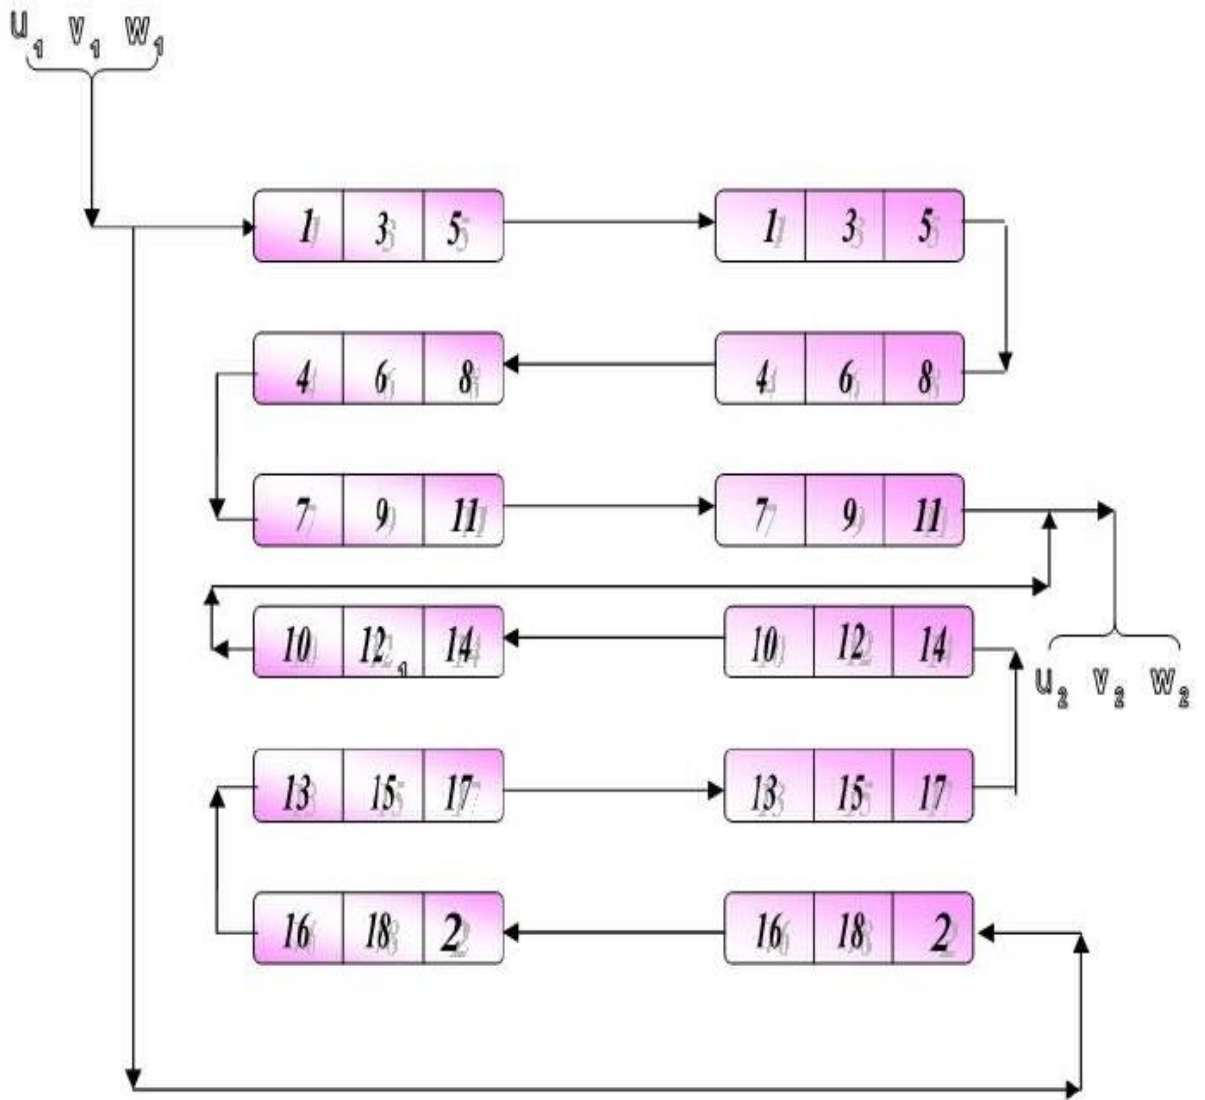 u₁ v₁ w₁
1 3 5 1 3 5
4 6 8 4 6 8
7 9 11 7 9 11
10 12 ₁ 14 10 12 14
u₂ v₂ w₂
13 15 17 13 15 17
16 18 2 16 18 2